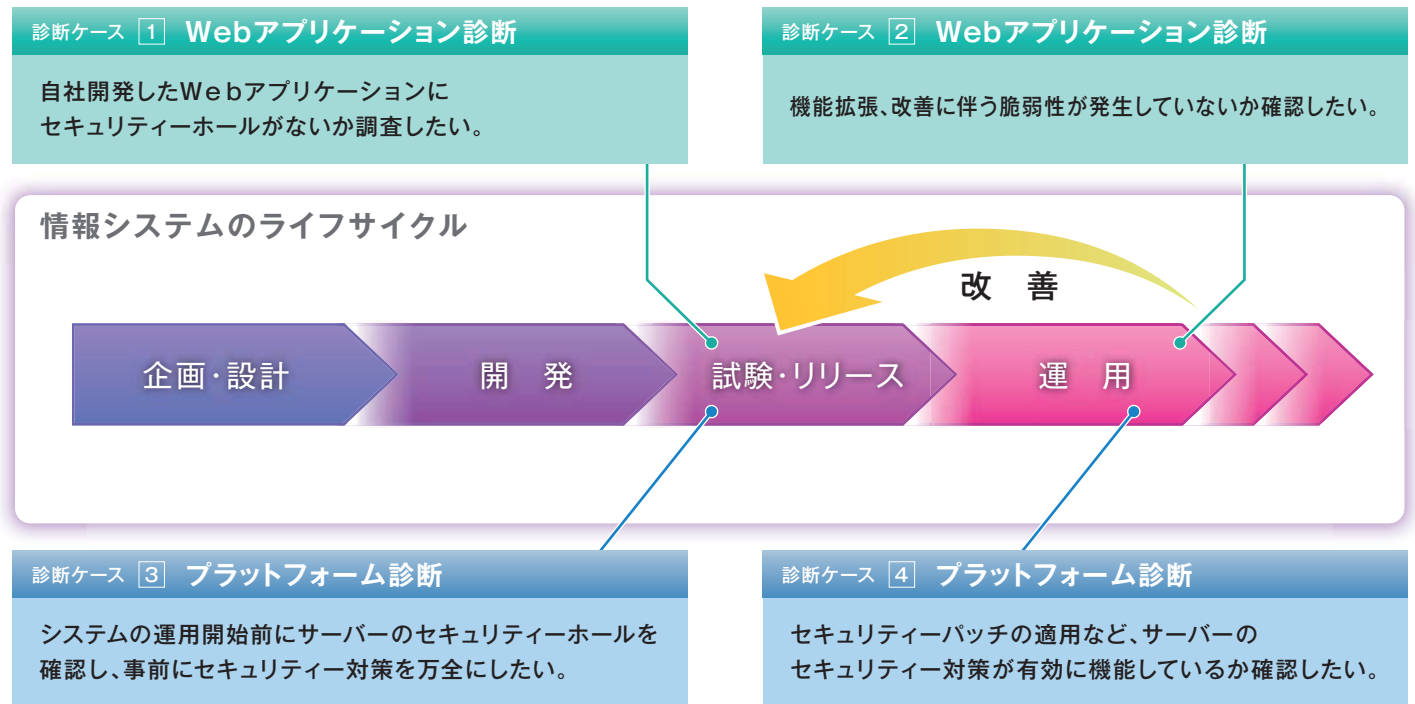 診断ケース 1 Webアプリケーション診断
自社開発したWebアプリケーションに
セキュリティーホールがないか調査したい。
診断ケース 2 Webアプリケーション診断
機能拡張、改善に伴う脆弱性が発生していないか確認したい。
情報システムのライフサイクル
改 善
企画・設計
開 発
試験・リリース
運 用
診断ケース 3 プラットフォーム診断
システムの運用開始前にサーバーのセキュリティーホールを
確認し、事前にセキュリティー対策を万全にしたい。
診断ケース 4 プラットフォーム診断
セキュリティーパッチの適用など、サーバーの
セキュリティー対策が有効に機能しているか確認したい。